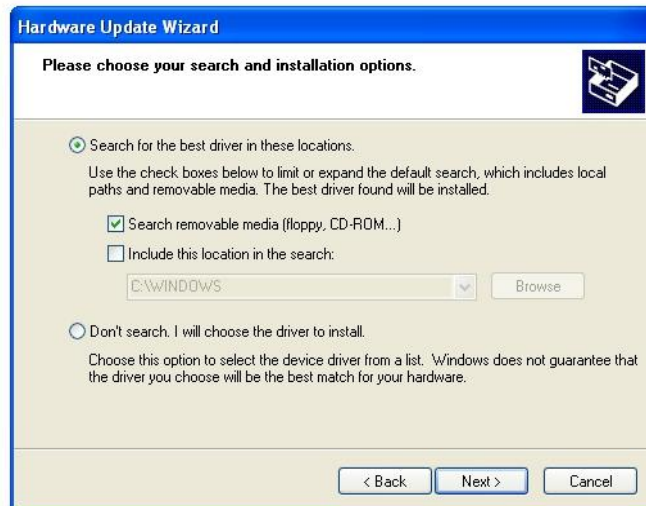 Hardware Update Wizard
Please choose your search and installation options.
Search for the best driver in these locations.
Use the check boxes below to limit or expand the default search, which includes local
paths and removable media. The best driver found will be installed.
Search removable media (floppy, CD-ROM...)
Include this location in the search:
C:\WINDOWS
Browse
Don't search. I will choose the driver to install.
Choose this option to select the device driver from a list. Windows does not guarantee that
the driver you choose will be the best match for your hardware.
< Back
Next >
Cancel